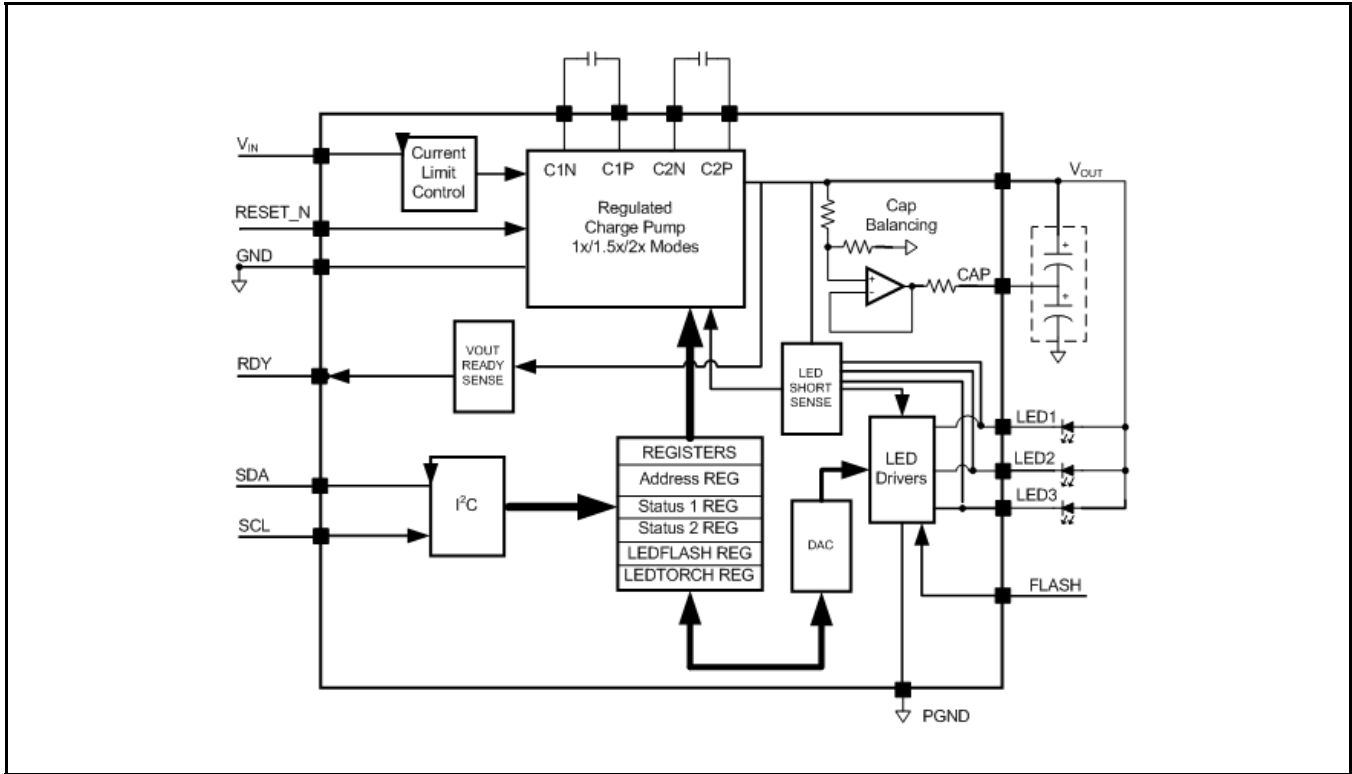 V_IN
Current
Limit
Control
C1N C1P C2N C2P
Regulated
Charge Pump
1x/1.5x/2x Modes
V_OUT
Cap
Balancing
RESET_N
GND
+
-
CAP
+
+
RDY
VOUT
READY
SENSE
LED
SHORT
SENSE
LED1
LED2
LED3
LED
Drivers
REGISTERS
Address REG
Status 1 REG
Status 2 REG
LEDFLASH REG
LEDTORCH REG
SDA
SCL
I²C
DAC
FLASH
PGND